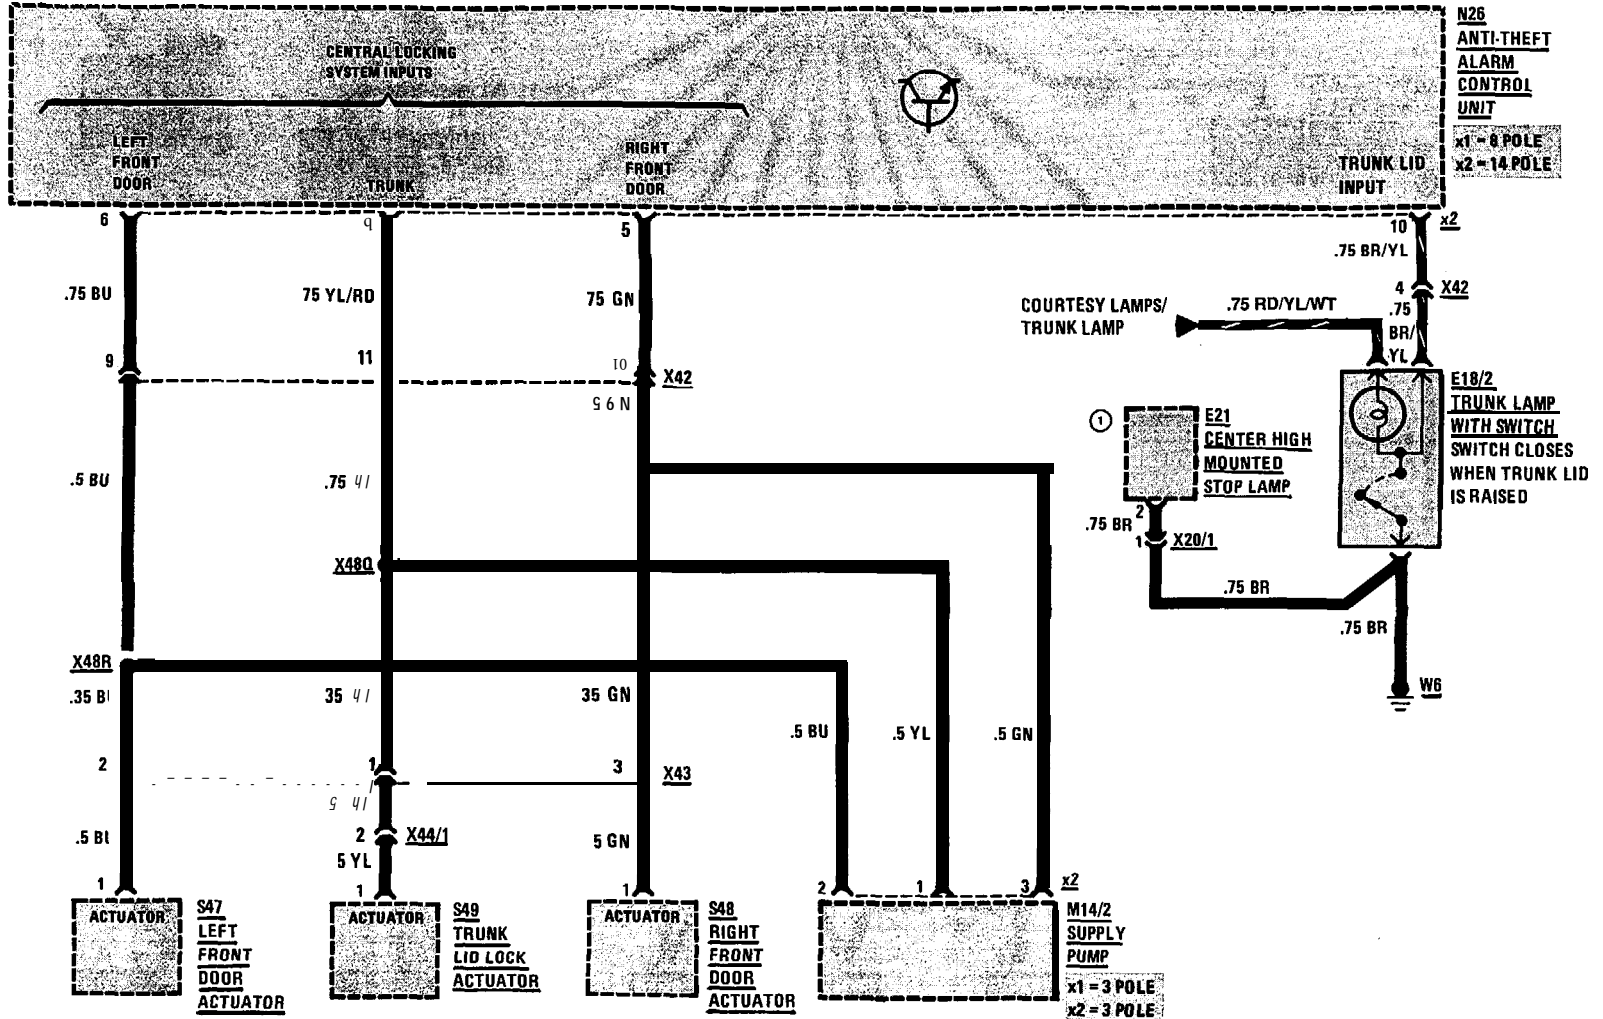 N26
ANTI-THEFT
ALARM
CONTROL
UNIT
x1 = 8 POLE
x2 = 14 POLE
CENTRAL LOCKING
SYSTEM INPUTS
LEFT
FRONT
DOOR
TRUNK
RIGHT
FRONT
DOOR
TRUNK LID
INPUT
6
5
10
x2
.75 BU
75 YL/RD
75 GN
.75 BR/YL
4
X42
.75
BR/
YL
COURTESY LAMPS/
TRUNK LAMP
.75 RD/YL/WT
9
11
10
X42
E18/2
TRUNK LAMP
WITH SWITCH
SWITCH CLOSES
WHEN TRUNK LID
IS RAISED
1
E21
CENTER HIGH
MOUNTED
STOP LAMP
.5 BU
.75
2
.75 BR
1
X20/1
X48Q
.75 BR
.75 BR
W6
X48R
.35
35
35 GN
.5 BU
.5 YL
.5 GN
2
1
3
X43
5
.5
2
X44/1
5 YL
5 GN
1
1
1
2
1
3
x2
ACTUATOR
S47
LEFT
FRONT
DOOR
ACTUATOR
ACTUATOR
S49
TRUNK
LID LOCK
ACTUATOR
ACTUATOR
S48
RIGHT
FRONT
DOOR
ACTUATOR
M14/2
SUPPLY
PUMP
x1 = 3 POLE
x2 = 3 POLE